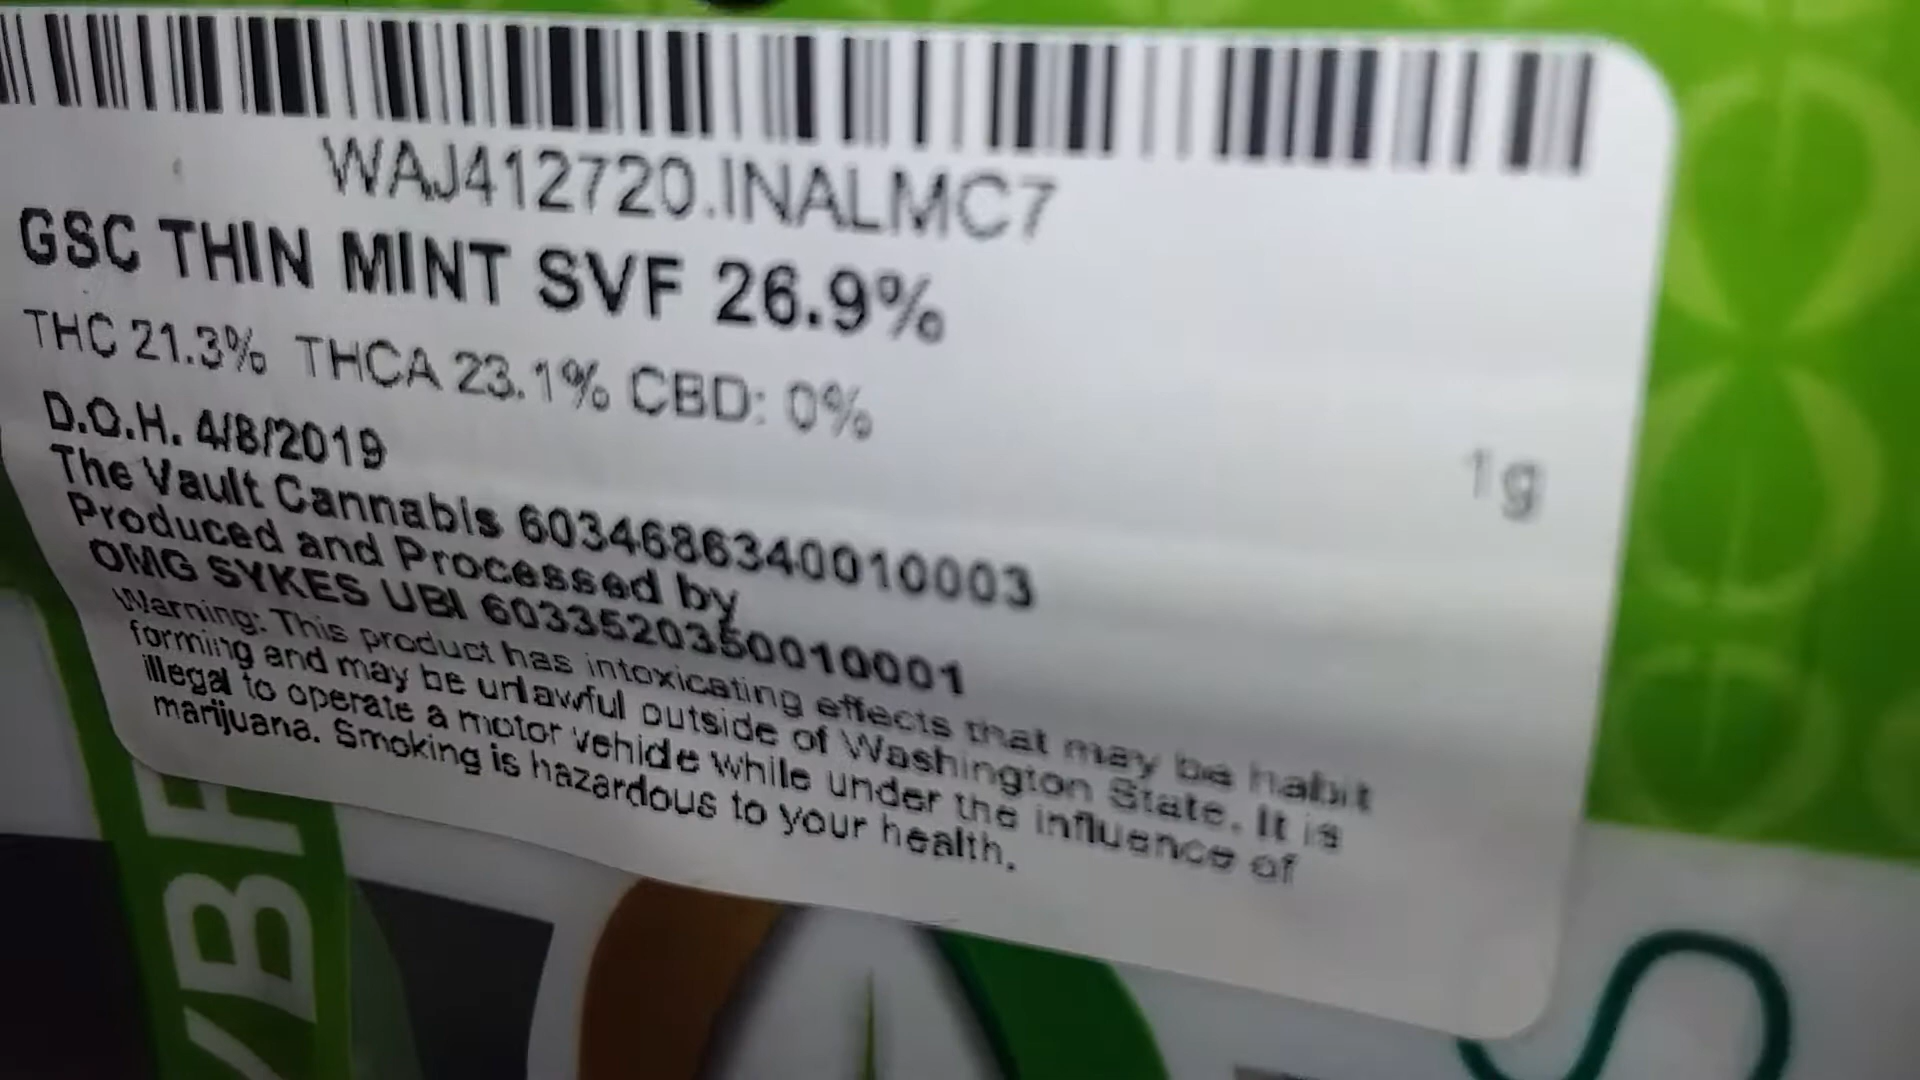 WAJ412720.INALMC7
GSC THIN MINT SVF 26.9%
THC 21.3% THCA 23.1% CBD: 0%
D.O.H. 4/8/2019
1g
The Vault Cannabis 6034686340010003
Produced and Processed by
OMG SYKES UBI 6033520350010001
Warning: This product has intoxicating effects that may be habit
forming and may be unlawful outside of Washington State. It is
illegal to operate a motor vehicle while under the influence of
marijuana. Smoking is hazardous to your health.